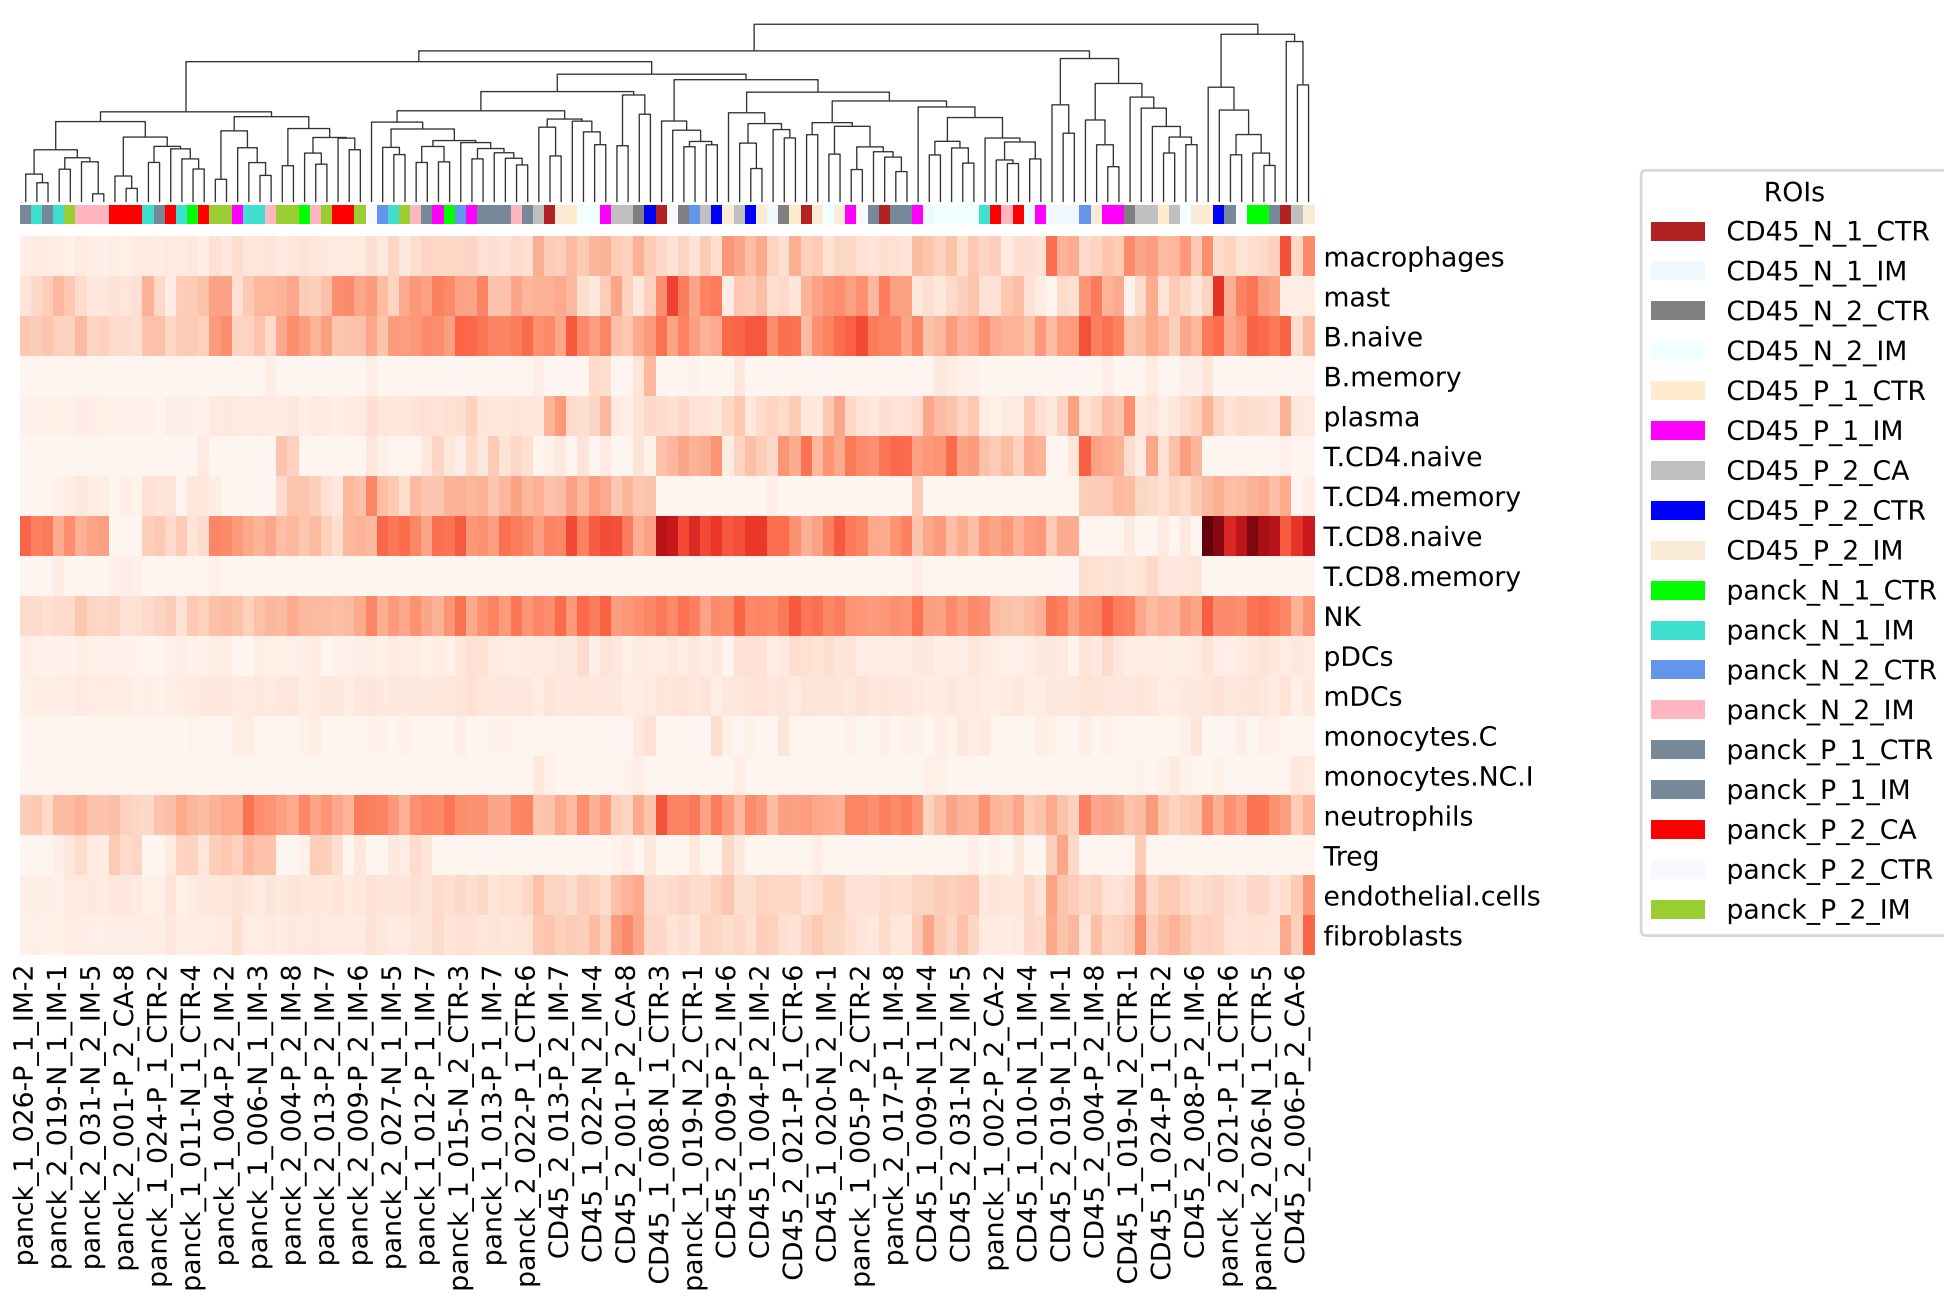 macrophages
mast
B.naive
B.memory
plasma
T.CD4.naive
T.CD4.memory
T.CD8.naive
T.CD8.memory
NK
pDCs
mDCs
monocytes.C
monocytes.NC.I
neutrophils
Treg
endothelial.cells
fibroblasts
panck_1_026-P_1_IM-2
panck_2_019-N_1_IM-1
panck_2_031-N_2_IM-5
panck_2_001-P_2_CA-8
panck_1_024-P_1_CTR-2
panck_1_011-N_1_CTR-4
panck_1_004-P_2_IM-2
panck_1_006-N_1_IM-3
panck_2_004-P_2_IM-8
panck_2_013-P_2_IM-7
panck_2_009-P_2_IM-6
panck_2_027-N_1_IM-5
panck_1_012-P_1_IM-7
panck_1_015-N_2_CTR-3
panck_1_013-P_1_IM-7
panck_2_022-P_1_CTR-6
CD45_2_013-P_2_IM-7
CD45_1_022-N_2_IM-4
CD45_2_001-P_2_CA-8
CD45_1_008-N_1_CTR-3
panck_1_019-N_2_CTR-1
CD45_2_009-P_2_IM-6
CD45_1_004-P_2_IM-2
CD45_2_021-P_1_CTR-6
CD45_1_020-N_2_IM-1
panck_1_005-P_2_CTR-2
panck_2_017-P_1_IM-8
CD45_1_009-N_1_IM-4
CD45_2_031-N_2_IM-5
panck_1_002-P_2_CA-2
CD45_1_010-N_1_IM-4
CD45_2_019-N_1_IM-1
CD45_2_004-P_2_IM-8
CD45_1_019-N_2_CTR-1
CD45_1_024-P_1_CTR-2
CD45_2_008-P_2_IM-6
panck_2_021-P_1_CTR-6
panck_2_026-N_1_CTR-5
CD45_2_006-P_2_CA-6
ROIs
CD45_N_1_CTR
CD45_N_1_IM
CD45_N_2_CTR
CD45_N_2_IM
CD45_P_1_CTR
CD45_P_1_IM
CD45_P_2_CA
CD45_P_2_CTR
CD45_P_2_IM
panck_N_1_CTR
panck_N_1_IM
panck_N_2_CTR
panck_N_2_IM
panck_P_1_CTR
panck_P_1_IM
panck_P_2_CA
panck_P_2_CTR
panck_P_2_IM